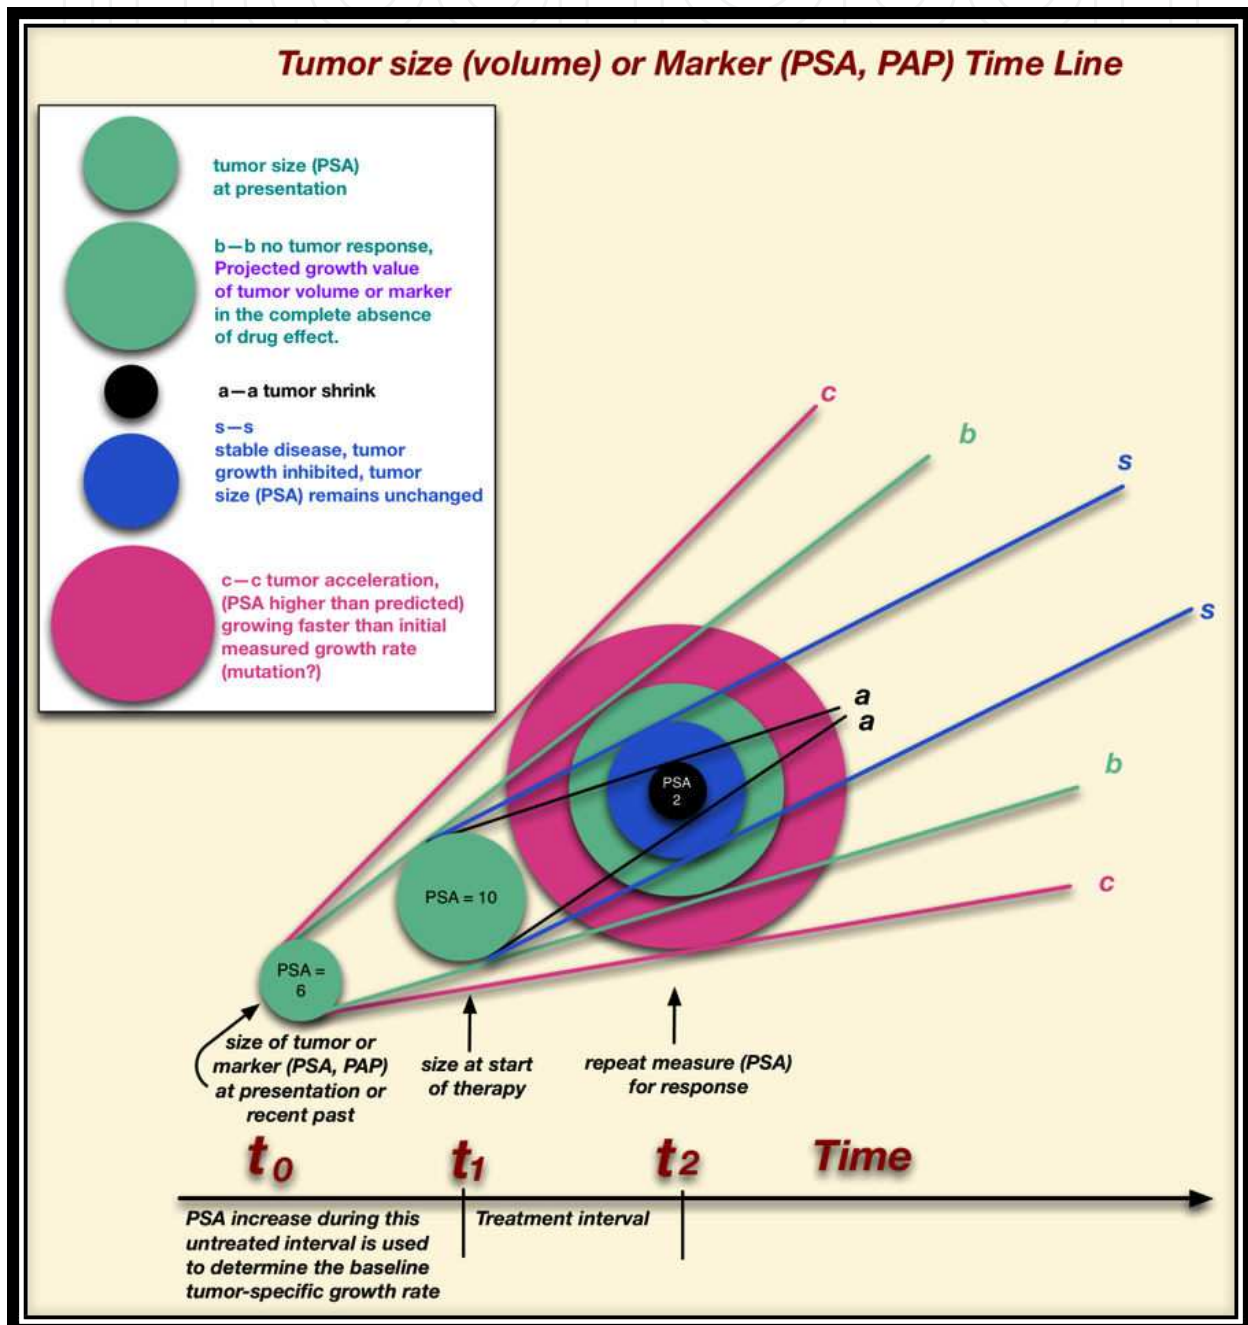 Tumor size (volume) or Marker (PSA, PAP) Time Line
tumor size (PSA)
at presentation
b—b no tumor response,
Projected growth value
of tumor volume or marker
in the complete absence
of drug effect.
a—a tumor shrink
s—s
stable disease, tumor
growth inhibited, tumor
size (PSA) remains unchanged
c—c tumor acceleration,
(PSA higher than predicted)
growing faster than initial
measured growth rate
(mutation?)
c
b
s
s
a
a
b
c
PSA
2
PSA = 10
PSA =
6
size of tumor or
marker (PSA, PAP)
at presentation or
recent past
size at start
of therapy
repeat measure (PSA)
for response
t0
t1
t2
Time
PSA increase during this
untreated interval is used
to determine the baseline
tumor-specific growth rate
Treatment interval